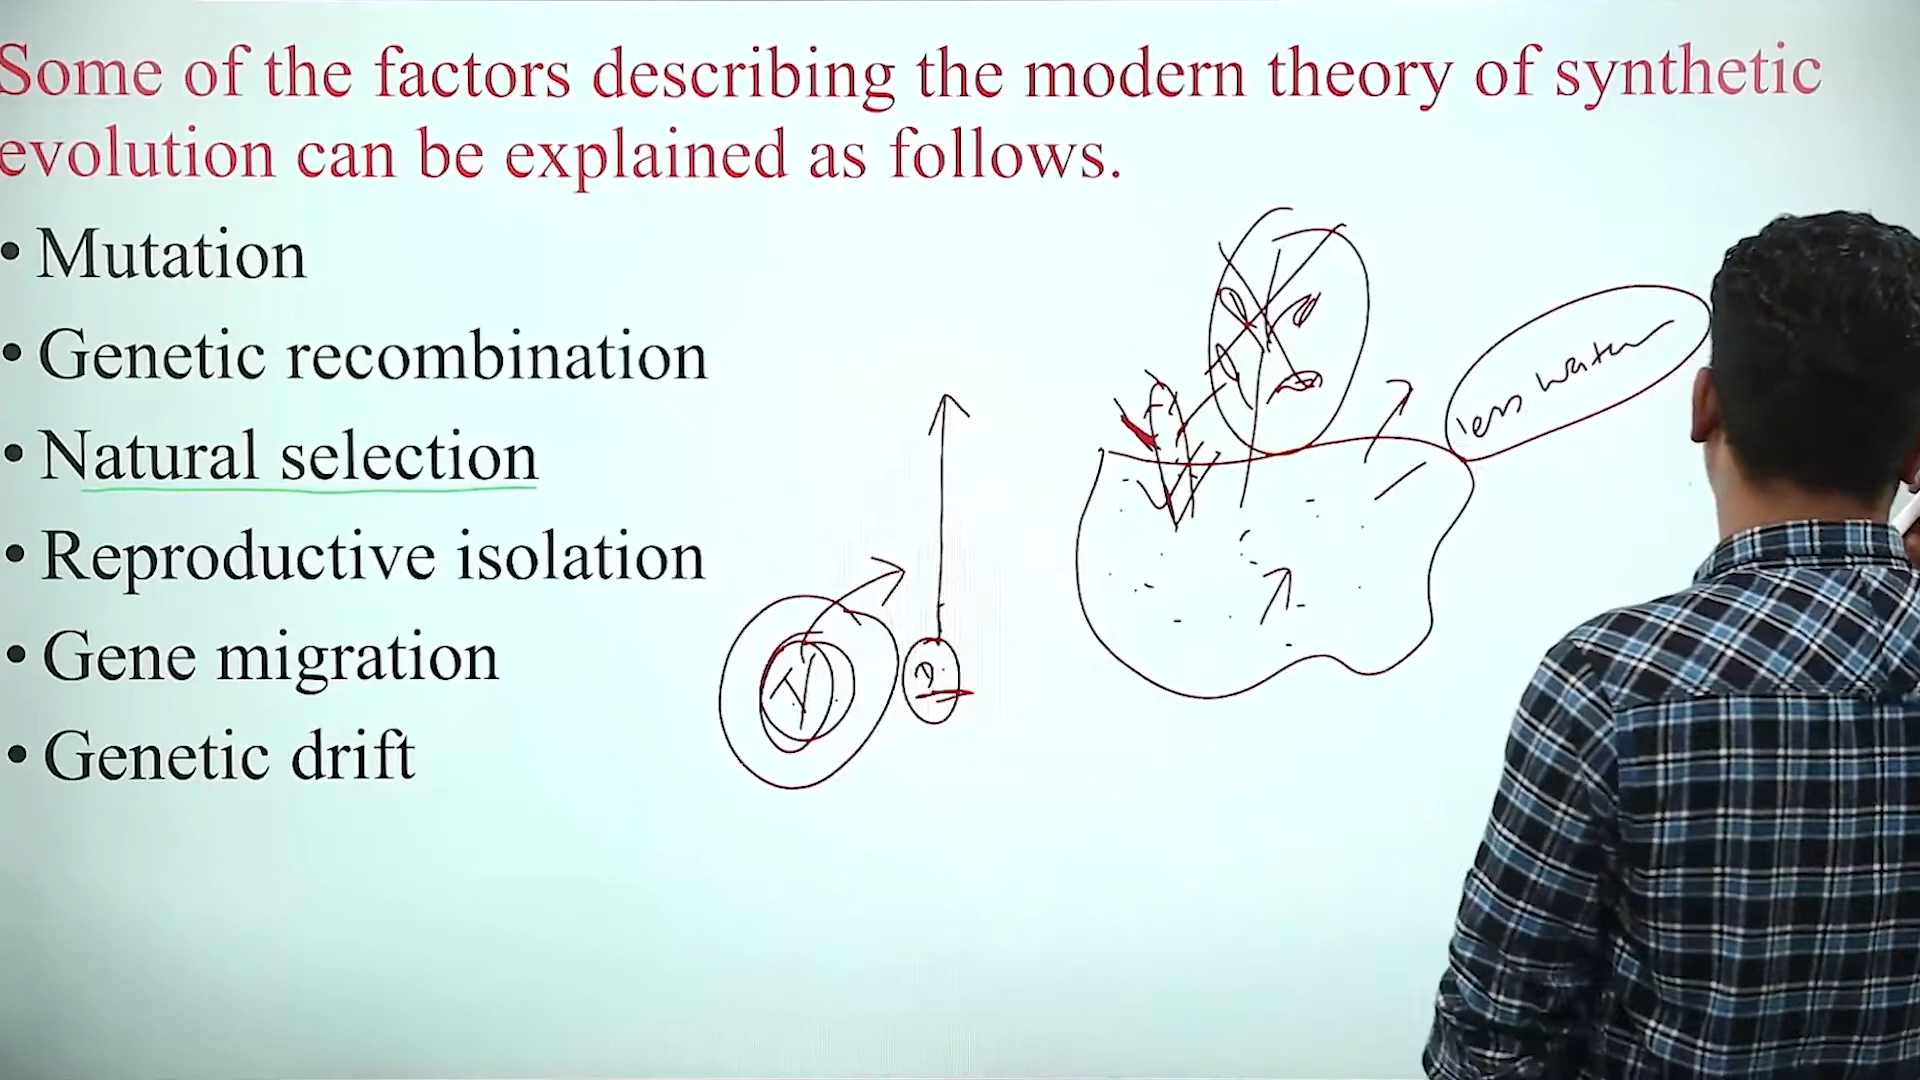 Some of the factors describing the modern theory of synthetic
evolution can be explained as follows.
• Mutation
• Genetic recombination
• Natural selection
• Reproductive isolation
• Gene migration
• Genetic drift
less water